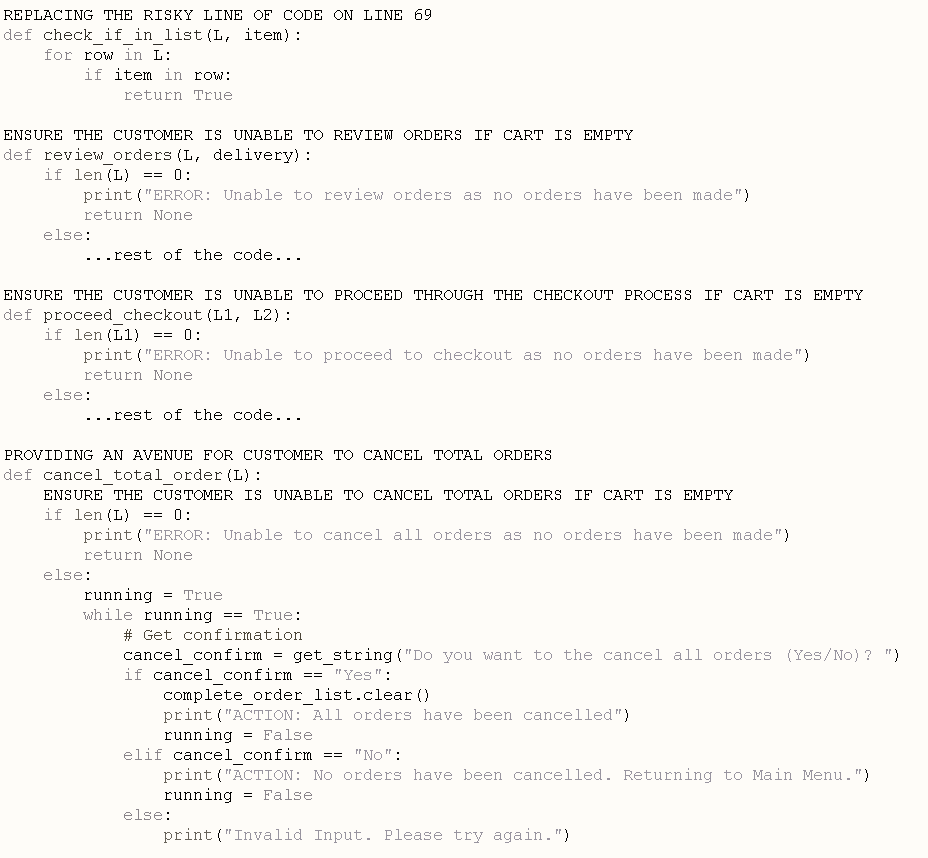 REPLACING THE RISKY LINE OF CODE ON LINE 69
def check_if_in_list(L, item):
    for row in L:
        if item in row:
            return True

ENSURE THE CUSTOMER IS UNABLE TO REVIEW ORDERS IF CART IS EMPTY
def review_orders(L, delivery):
    if len(L) == 0:
        print("ERROR: Unable to review orders as no orders have been made")
        return None
    else:
        ...rest of the code...

ENSURE THE CUSTOMER IS UNABLE TO PROCEED THROUGH THE CHECKOUT PROCESS IF CART IS EMPTY
def proceed_checkout(L1, L2):
    if len(L1) == 0:
        print("ERROR: Unable to proceed to checkout as no orders have been made")
        return None
    else:
        ...rest of the code...

PROVIDING AN AVENUE FOR CUSTOMER TO CANCEL TOTAL ORDERS
def cancel_total_order(L):
    ENSURE THE CUSTOMER IS UNABLE TO CANCEL TOTAL ORDERS IF CART IS EMPTY
    if len(L) == 0:
        print("ERROR: Unable to cancel all orders as no orders have been made")
        return None
    else:
        running = True
        while running == True:
            # Get confirmation
            cancel_confirm = get_string("Do you want to the cancel all orders (Yes/No)? ")
            if cancel_confirm == "Yes":
                complete_order_list.clear()
                print("ACTION: All orders have been cancelled")
                running = False
            elif cancel_confirm == "No":
                print("ACTION: No orders have been cancelled. Returning to Main Menu.")
                running = False
            else:
                print("Invalid Input. Please try again.")